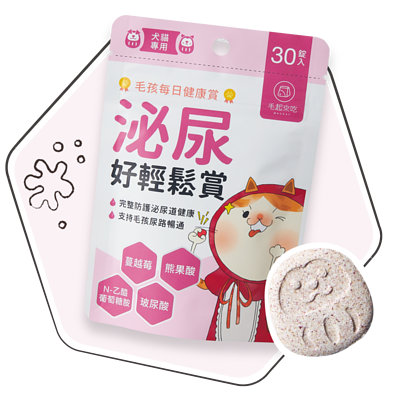 犬貓
專用
30錠入
毛起來吃
毛孩每日健康賞
泌尿
好輕鬆賞
完整防護泌尿道健康
支持毛孩尿路暢通
蔓越莓
熊果酸
N-乙醯
葡萄糖胺
玻尿酸